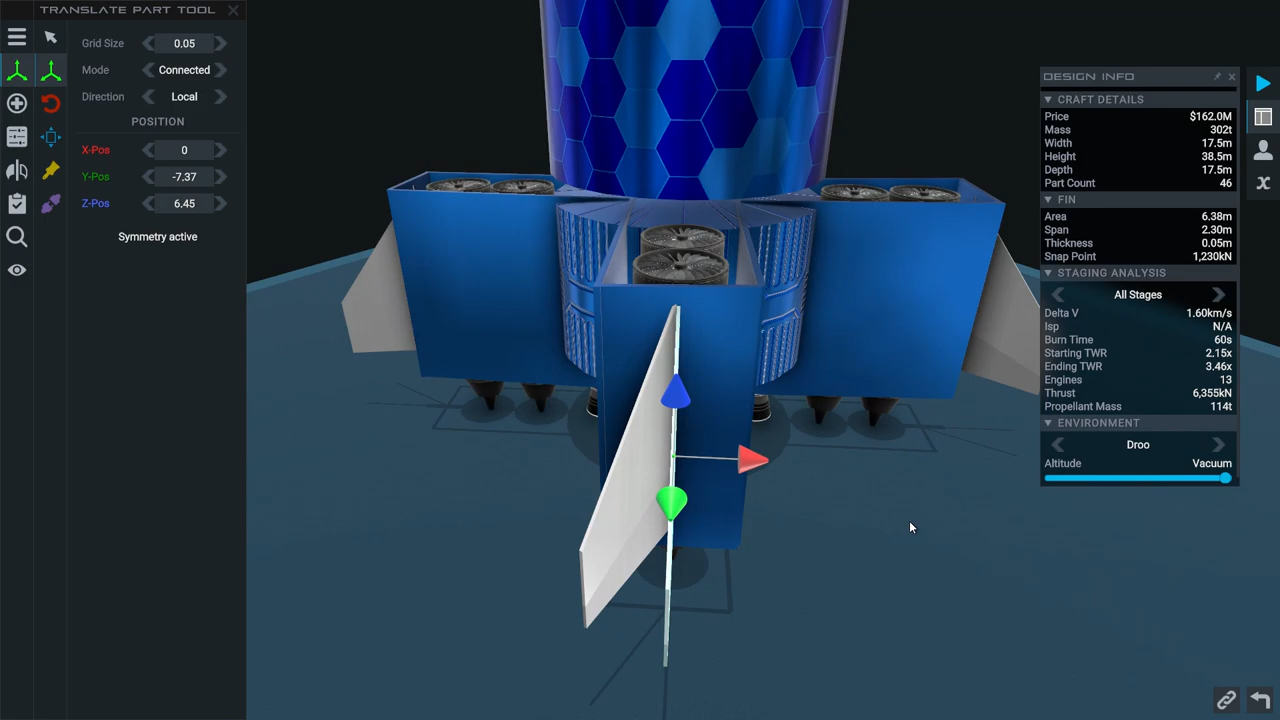 TRANSLATE PART TOOL
Grid Size 0.05
Mode Connected
Direction Local
POSITION
X-Pos 0
Y-Pos -7.37
Z-Pos 6.45
Symmetry active
DESIGN INFO
CRAFT DETAILS
Price $162.0M
Mass 302t
Width 17.5m
Height 38.5m
Depth 17.5m
Part Count 46
FIN
Area 6.38m
Span 2.30m
Thickness 0.05m
Snap Point 1,230kN
STAGING ANALYSIS
All Stages
Delta V 1.60km/s
Isp N/A
Burn Time 60s
Starting TWR 2.15x
Ending TWR 3.46x
Engines 13
Thrust 6,355kN
Propellant Mass 114t
ENVIRONMENT
Droo
Altitude Vacuum